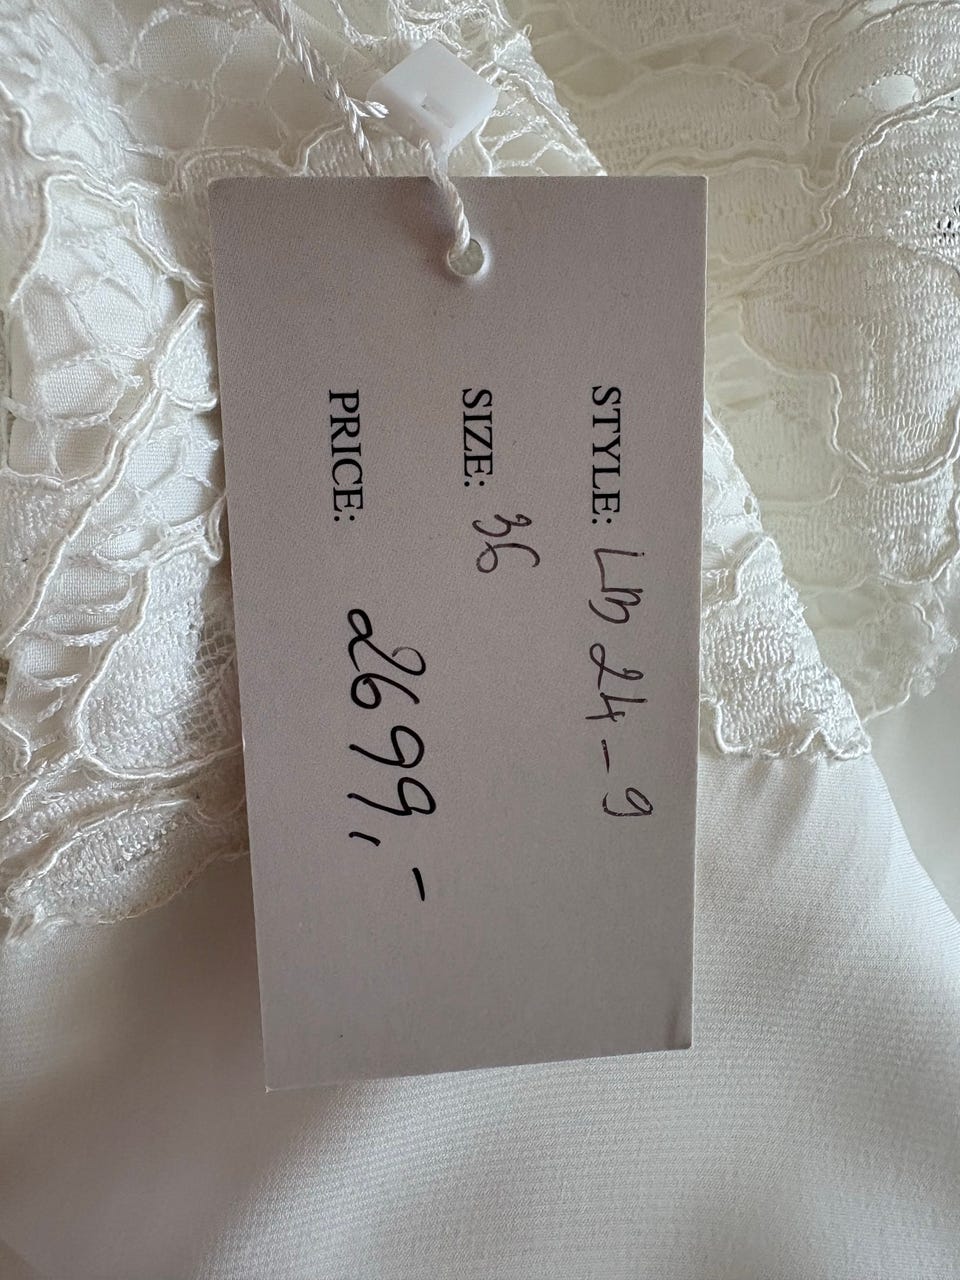 STYLE: LB 24-9
SIZE: 36
PRICE: 2699,-